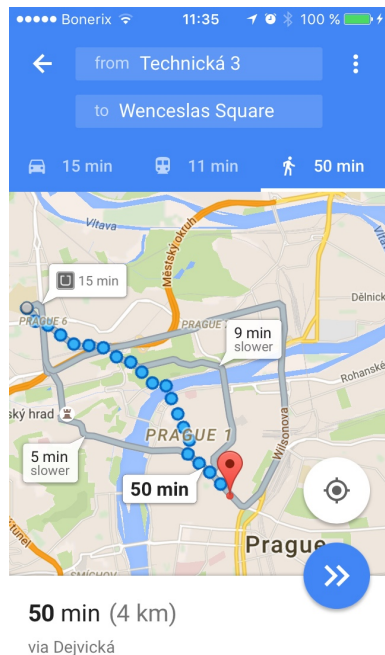 Bonerix 11:35 100 %
from Technická 3
to Wenceslas Square
15 min 11 min 50 min
Vltava
Městský okruh
15 min
PRAGUE 6
PRAGUE
9 min
slower
Dělnick
Rohanské
ský hrad
PRAGUE 1
Wilsonova
5 min
slower
50 min
Prague
tunel
SMÍCHOV
50 min (4 km)
via Dejvická